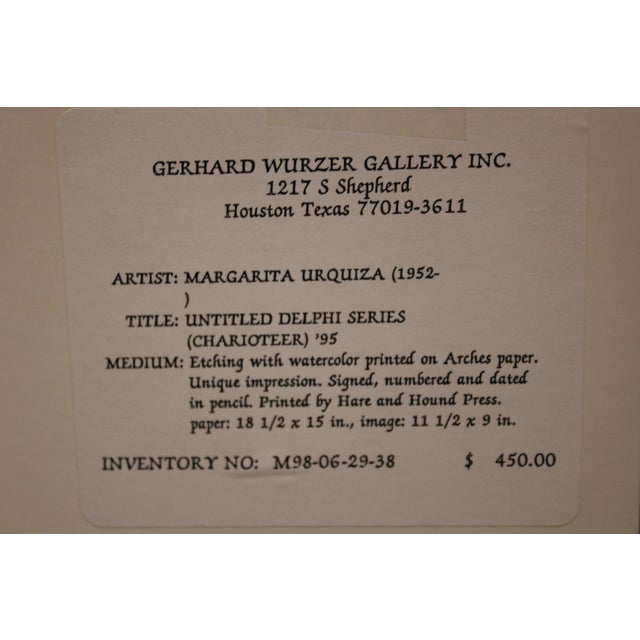 GERHARD WURZER GALLERY INC.
1217 S Shepherd
Houston Texas 77019-3611
ARTIST: MARGARITA URQUIZA (1952-
)
TITLE: UNTITLED DELPHI SERIES
(CHARIOTEER) '95
MEDIUM: Etching with watercolor printed on Arches paper.
Unique impression. Signed, numbered and dated
in pencil. Printed by Hare and Hound Press.
paper: 18 1/2 x 15 in., image: 11 1/2 x 9 in.
INVENTORY NO: M98-06-29-38 $ 450.00